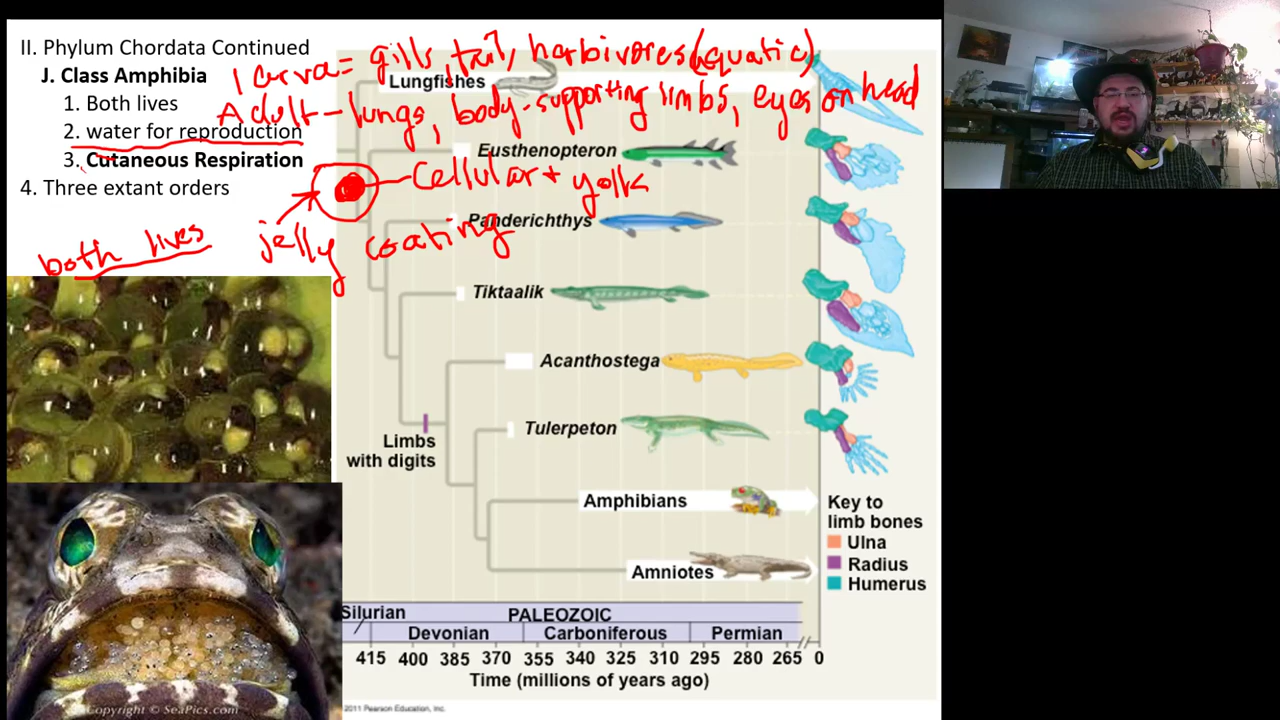 II. Phylum Chordata Continued
J. Class Amphibia
1. Both lives
2. water for reproduction
3. Cutaneous Respiration
4. Three extant orders
larva= gills, tail, herbivores (aquatic)
Adult - lungs, body-supporting limbs, eyes on head
Cellular + yolk
jelly coating
both lives
Lungfishes
Eusthenopteron
Panderichthys
Tiktaalik
Acanthostega
Tulerpeton
Limbs
with digits
Amphibians
Amniotes
Key to
limb bones
Ulna
Radius
Humerus
Silurian
PALEOZOIC
Devonian
Carboniferous
Permian
415 400 385 370 355 340 325 310 295 280 265 0
Time (millions of years ago)
2011 Pearson Education, Inc.
Copyright © SeaPics.com